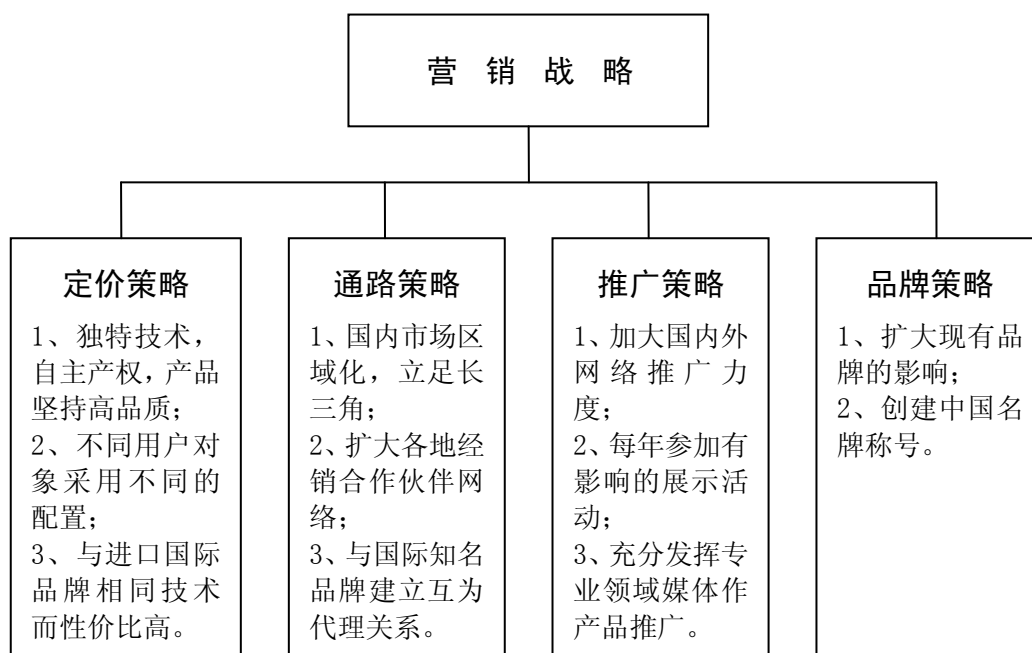 营 销 战 略
定价策略
1、独特技术，
自主产权，产品
坚持高品质；
2、不同用户对
象采用不同的
配置；
3、与进口国际
品牌相同技术
而性价比高。
通路策略
1、国内市场区
域化，立足长
三角；
2、扩大各地经
销合作伙伴网
络；
3、与国际知名
品牌建立互为
代理关系。
推广策略
1、加大国内外
网络推广力
度；
2、每年参加有
影响的展示活
动；
3、充分发挥专
业领域媒体作
产品推广。
品牌策略
1、扩大现有品
牌的影响；
2、创建中国名
牌称号。